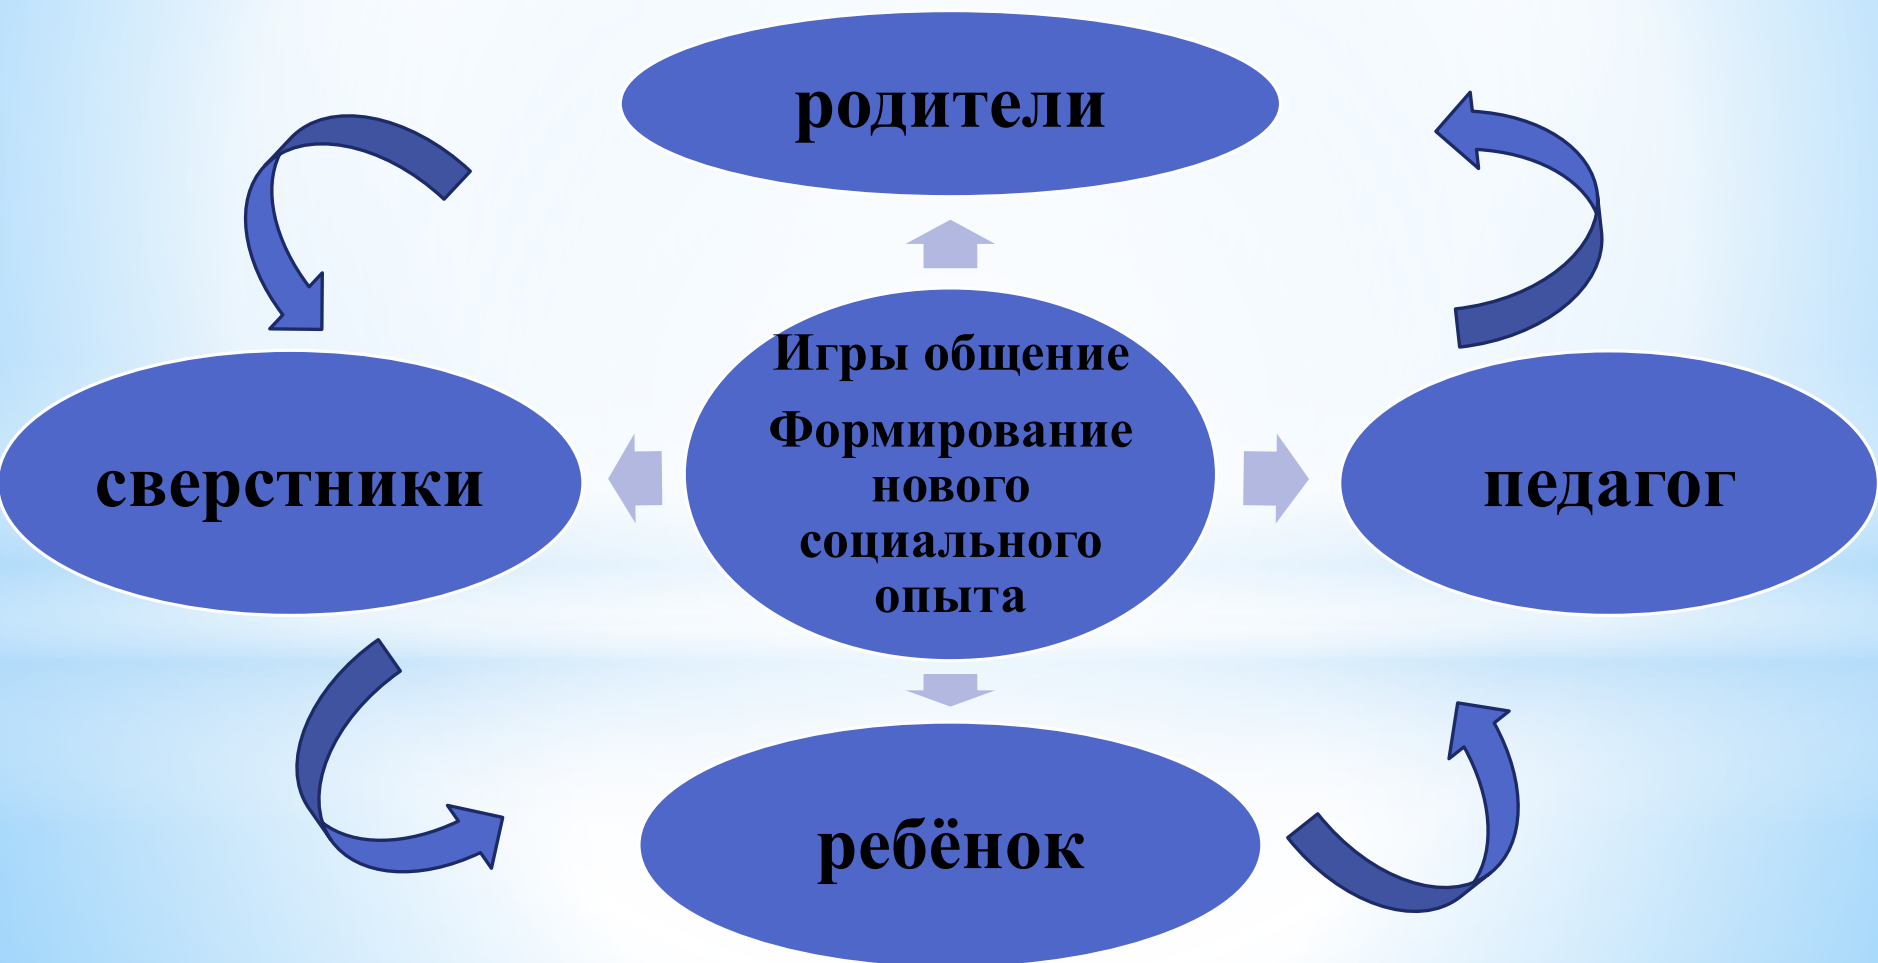 родители
Игры общение
Формирование
нового
социального
опыта
сверстники
педагог
ребёнок